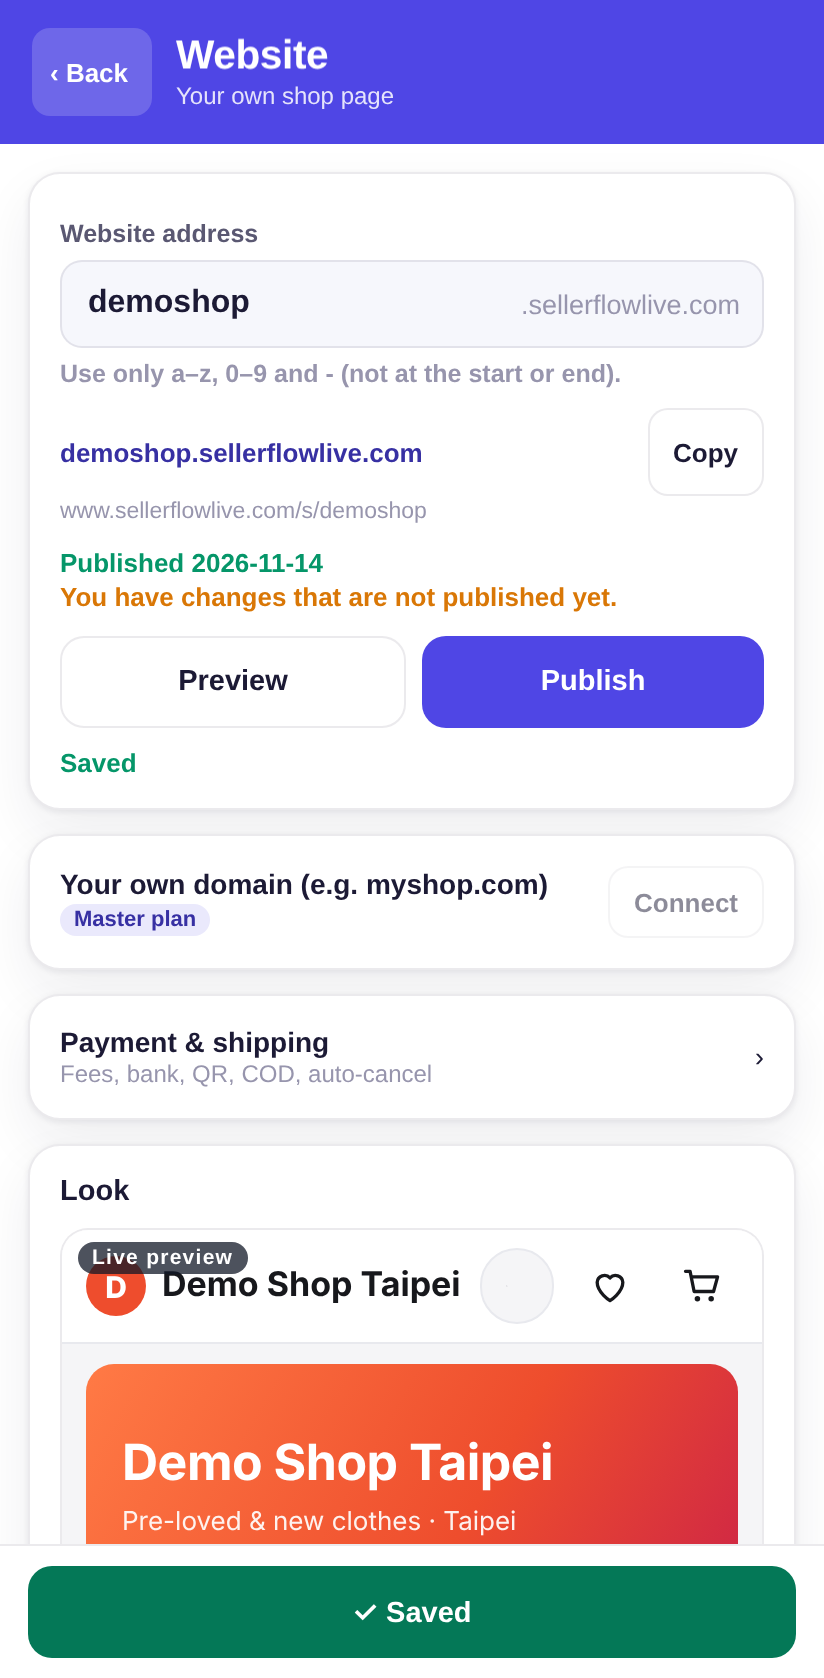 ‹ Back
Website
Your own shop page
Website address
demoshop
.sellerflowlive.com
Use only a–z, 0–9 and - (not at the start or end).
demoshop.sellerflowlive.com
Copy
www.sellerflowlive.com/s/demoshop
Published 2026-11-14
You have changes that are not published yet.
Preview
Publish
Saved
Your own domain (e.g. myshop.com)
Master plan
Connect
Payment & shipping
Fees, bank, QR, COD, auto-cancel
›
Look
Live preview
D
Demo Shop Taipei
Demo Shop Taipei
Pre-loved & new clothes · Taipei
✓ Saved